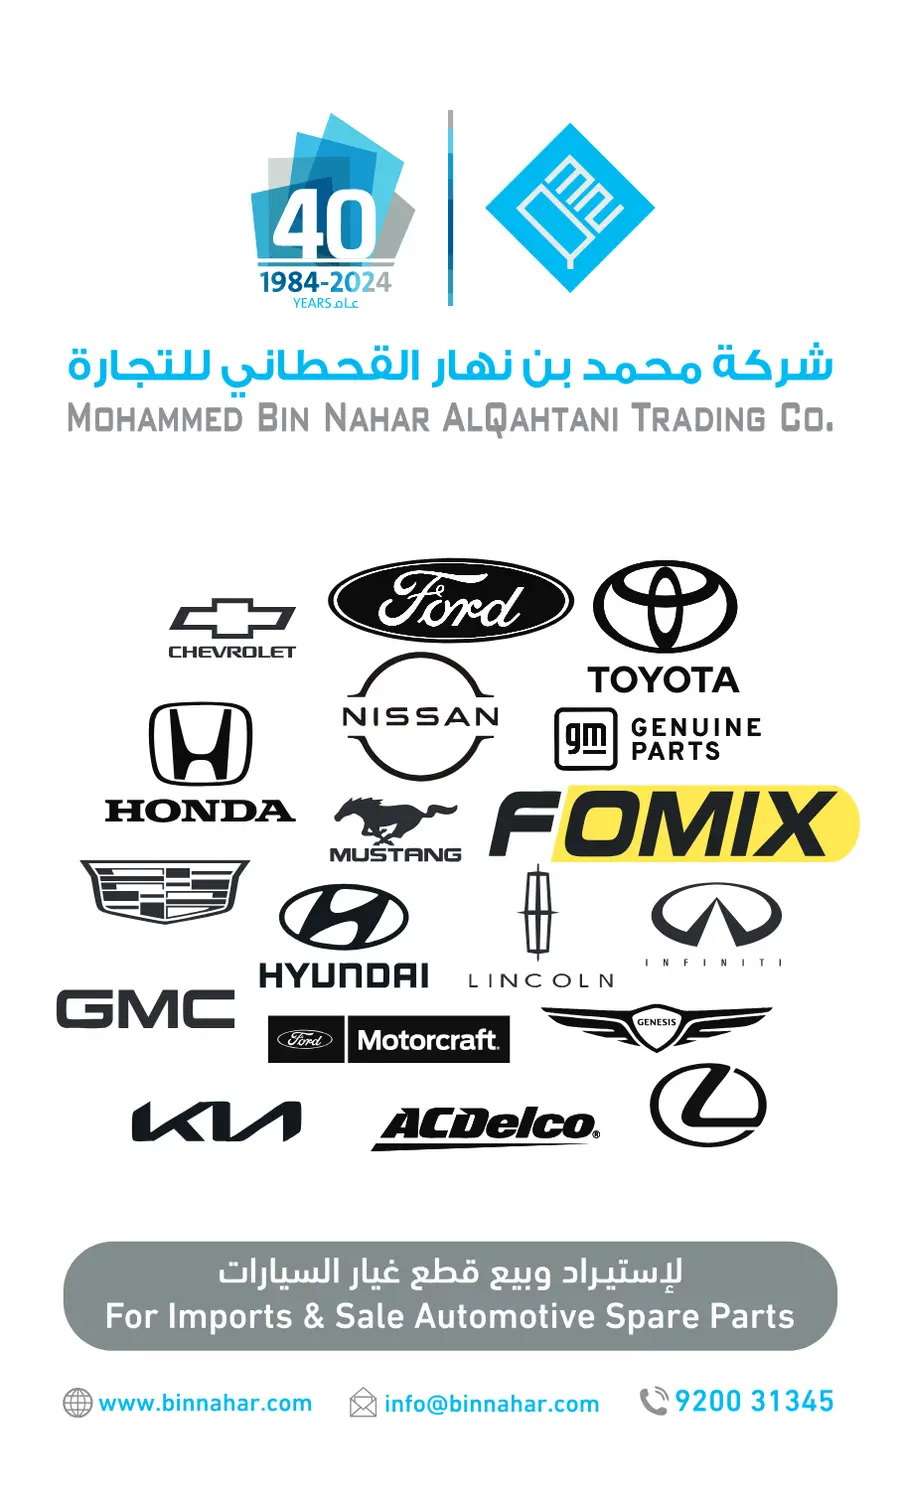 40
1984-2024
YEARS عام
شركة محمد بن نهار القحطاني للتجارة
MOHAMMED BIN NAHAR ALQAHTANI TRADING CO.
CHEVROLET
Ford
TOYOTA
NISSAN
gm GENUINE PARTS
HONDA
MUSTANG
FOMIX
HYUNDAI
LINCOLN
INFINITI
GMC
Ford Motorcraft
GENESIS
KIA
ACDelco®
لإستيراد وبيع قطع غيار السيارات
For Imports & Sale Automotive Spare Parts
www.binnahar.com info@binnahar.com 9200 31345